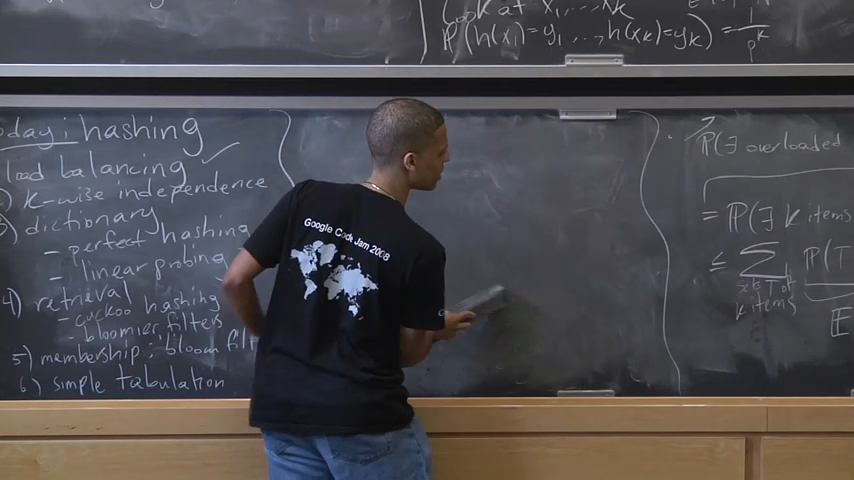 Look at x1,...,xk
P(h(x1)=y1,..,h(xk)=yk)=1/p^k
oday: hashing
load balancing ✓
) k-wise independence
3) dictionary
- perfect hashing
- linear probing
4) retrieval
- cuckoo hashing
- bloomier filters
5) membership: bloom filt
6) simple tabulation
Google Code Jam 2008
P(∃ overloaded
= P(∃ k items
≤ Σ P(T
T of
k items
E